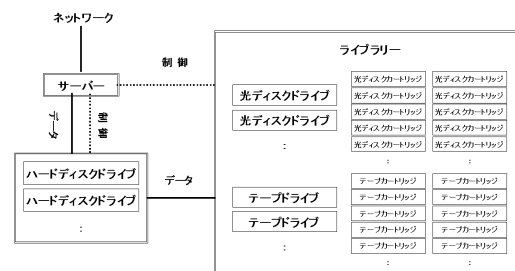 ネットワーク
サーバー
制 御
データ
制御
ハードディスクドライブ
ハードディスクドライブ
:
データ
ライブラリー
光ディスクドライブ
光ディスクドライブ
:
光ディスクカートリッジ 光ディスクカートリッジ
光ディスクカートリッジ 光ディスクカートリッジ
光ディスクカートリッジ 光ディスクカートリッジ
光ディスクカートリッジ 光ディスクカートリッジ
光ディスクカートリッジ 光ディスクカートリッジ
: :
テープドライブ
テープドライブ
:
テープカートリッジ テープカートリッジ
テープカートリッジ テープカートリッジ
テープカートリッジ テープカートリッジ
テープカートリッジ テープカートリッジ
テープカートリッジ テープカートリッジ
: :